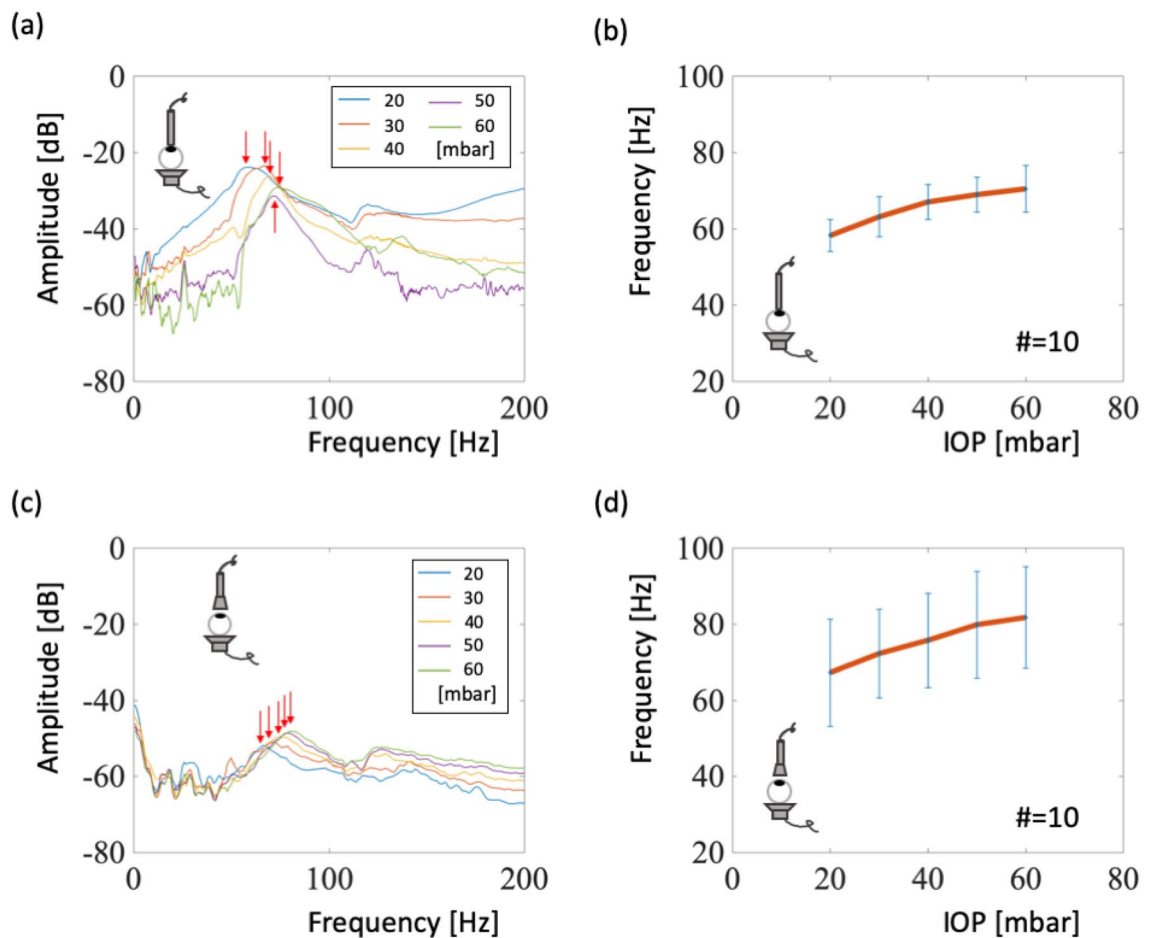 (a)
0
-20
-40
-60
-80
Amplitude [dB]
20 50
30 60
40 [mbar]
0 100 200
Frequency [Hz]
(b)
100
80
60
40
20
Frequency [Hz]
#=10
0 20 40 60 80
IOP [mbar]
(c)
0
-20
-40
-60
-80
Amplitude [dB]
20
30
40
50
60
[mbar]
0 100 200
Frequency [Hz]
(d)
100
80
60
40
20
Frequency [Hz]
#=10
0 20 40 60 80
IOP [mbar]